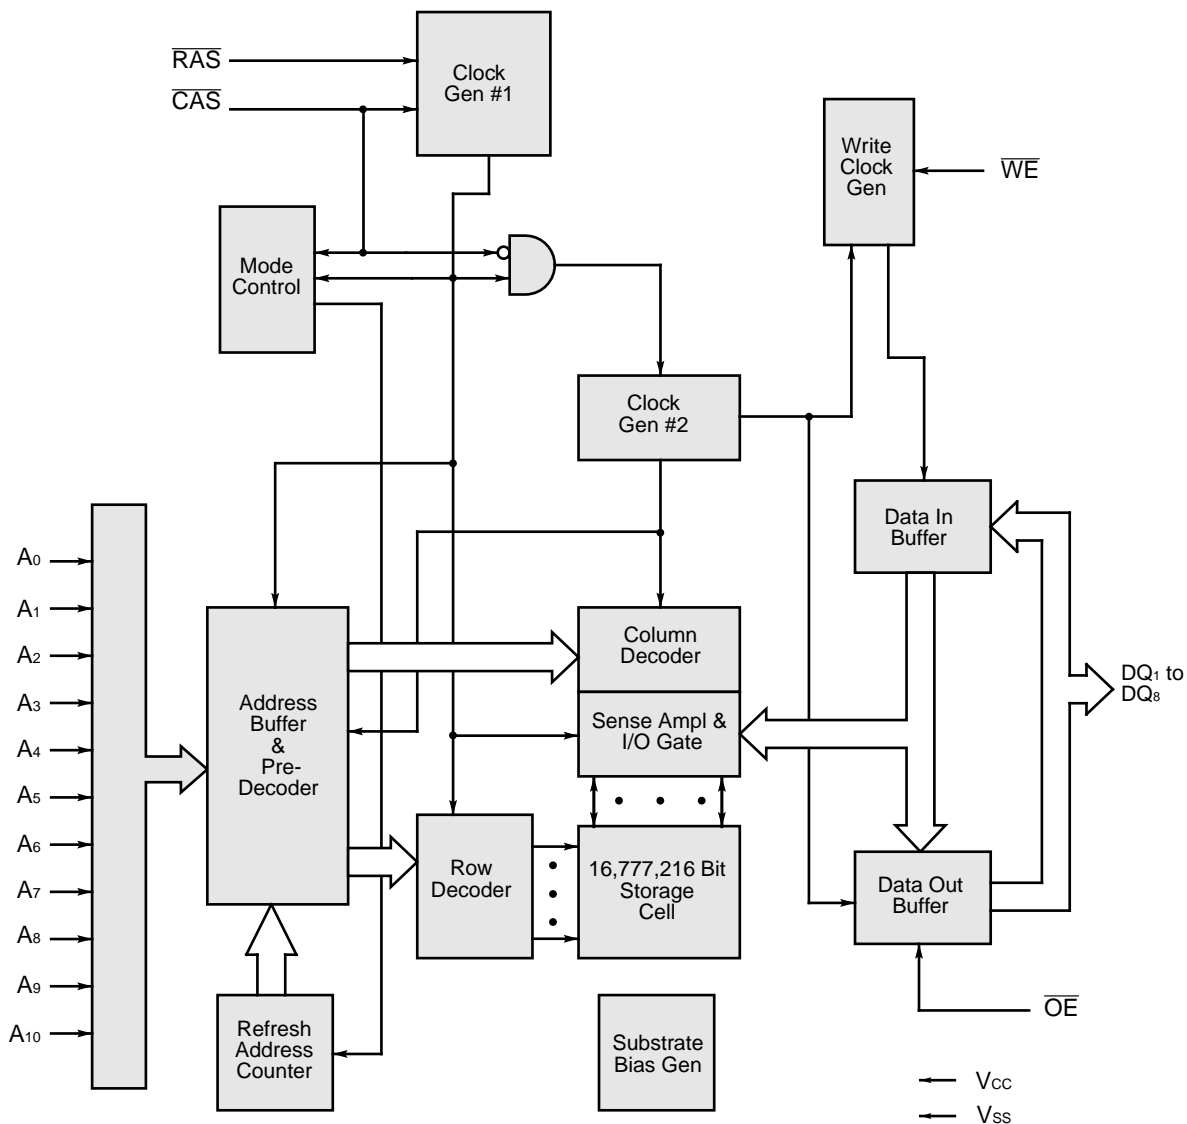 RAS
CAS
Clock
Gen #1
Write
Clock
Gen
WE
Mode
Control
Clock
Gen #2
Data In
Buffer
A0
A1
A2
A3
A4
A5
A6
A7
A8
A9
A10
Address
Buffer
&
Pre-
Decoder
Column
Decoder
Sense Ampl &
I/O Gate
DQ1 to
DQ8
Row
Decoder
16,777,216 Bit
Storage
Cell
Data Out
Buffer
OE
Refresh
Address
Counter
Substrate
Bias Gen
VCC
VSS